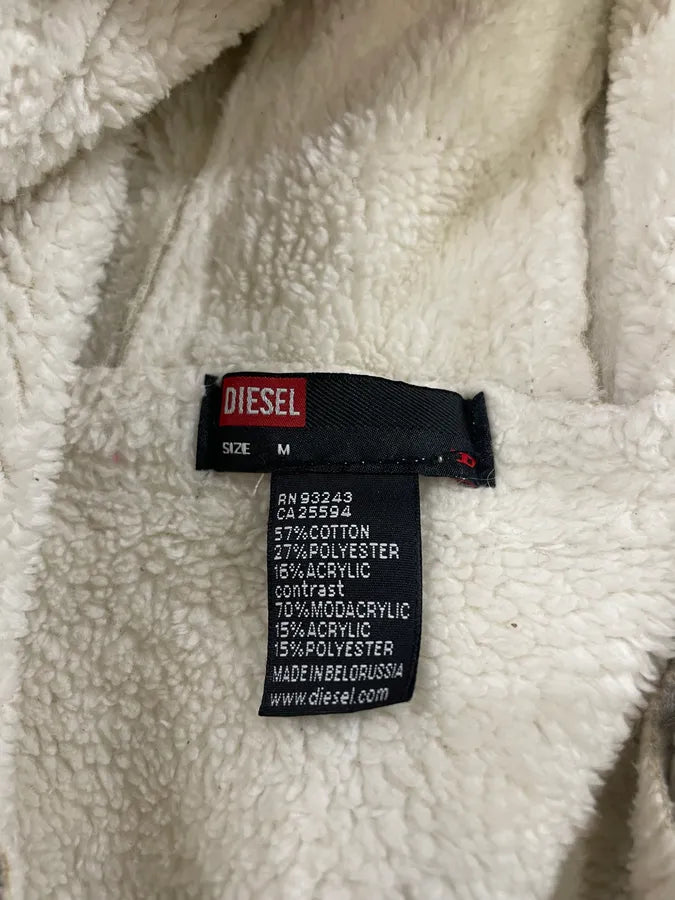 DIESEL
SIZE M
RN 93243
CA 25594
57%COTTON
27%POLYESTER
16%ACRYLIC
contrast
70%MODACRYLIC
15%ACRYLIC
15%POLYESTER
MADE IN BELORUSSIA
www.diesel.com